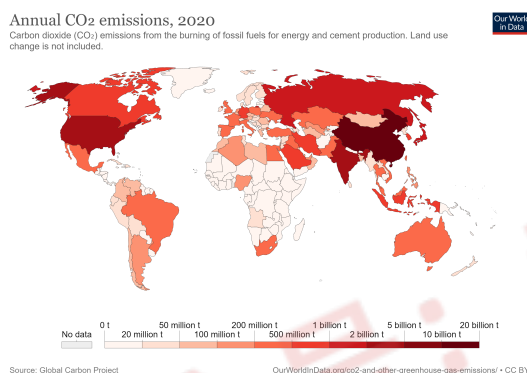 Annual CO₂ emissions, 2020
Our World
in Data
Carbon dioxide (CO₂) emissions from the burning of fossil fuels for energy and cement production. Land use
change is not included.
0 t 50 million t 200 million t 1 billion t 5 billion t 20 billion t
No data 20 million t 100 million t 500 million t 2 billion t 10 billion t
Source: Global Carbon Project OurWorldInData.org/co2-and-other-greenhouse-gas-emissions/ • CC B